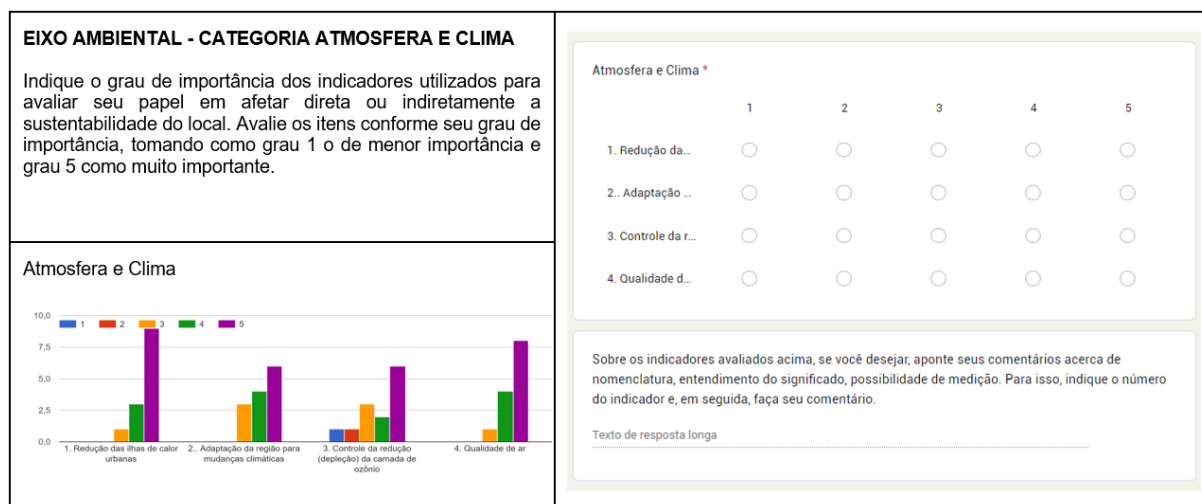 EIXO AMBIENTAL - CATEGORIA ATMOSFERA E CLIMA
Indique o grau de importância dos indicadores utilizados para
avaliar seu papel em afetar direta ou indiretamente a
sustentabilidade do local. Avalie os itens conforme seu grau de
importância, tomando como grau 1 o de menor importância e
grau 5 como muito importante.
Atmosfera e Clima
10,0
1 2 3 4 5
7,5
5,0
2,5
0,0
1. Redução das ilhas de calor
urbanas
2.. Adaptação da região para
mudanças climáticas
3. Controle da redução
(depleção) da camada de
ozônio
4. Qualidade de ar
Atmosfera e Clima *
1 2 3 4 5
1. Redução da...
2.. Adaptação ...
3. Controle da r...
4. Qualidade d...
Sobre os indicadores avaliados acima, se você desejar, aponte seus comentários acerca de
nomenclatura, entendimento do significado, possibilidade de medição. Para isso, indique o número
do indicador e, em seguida, faça seu comentário.
Texto de resposta longa